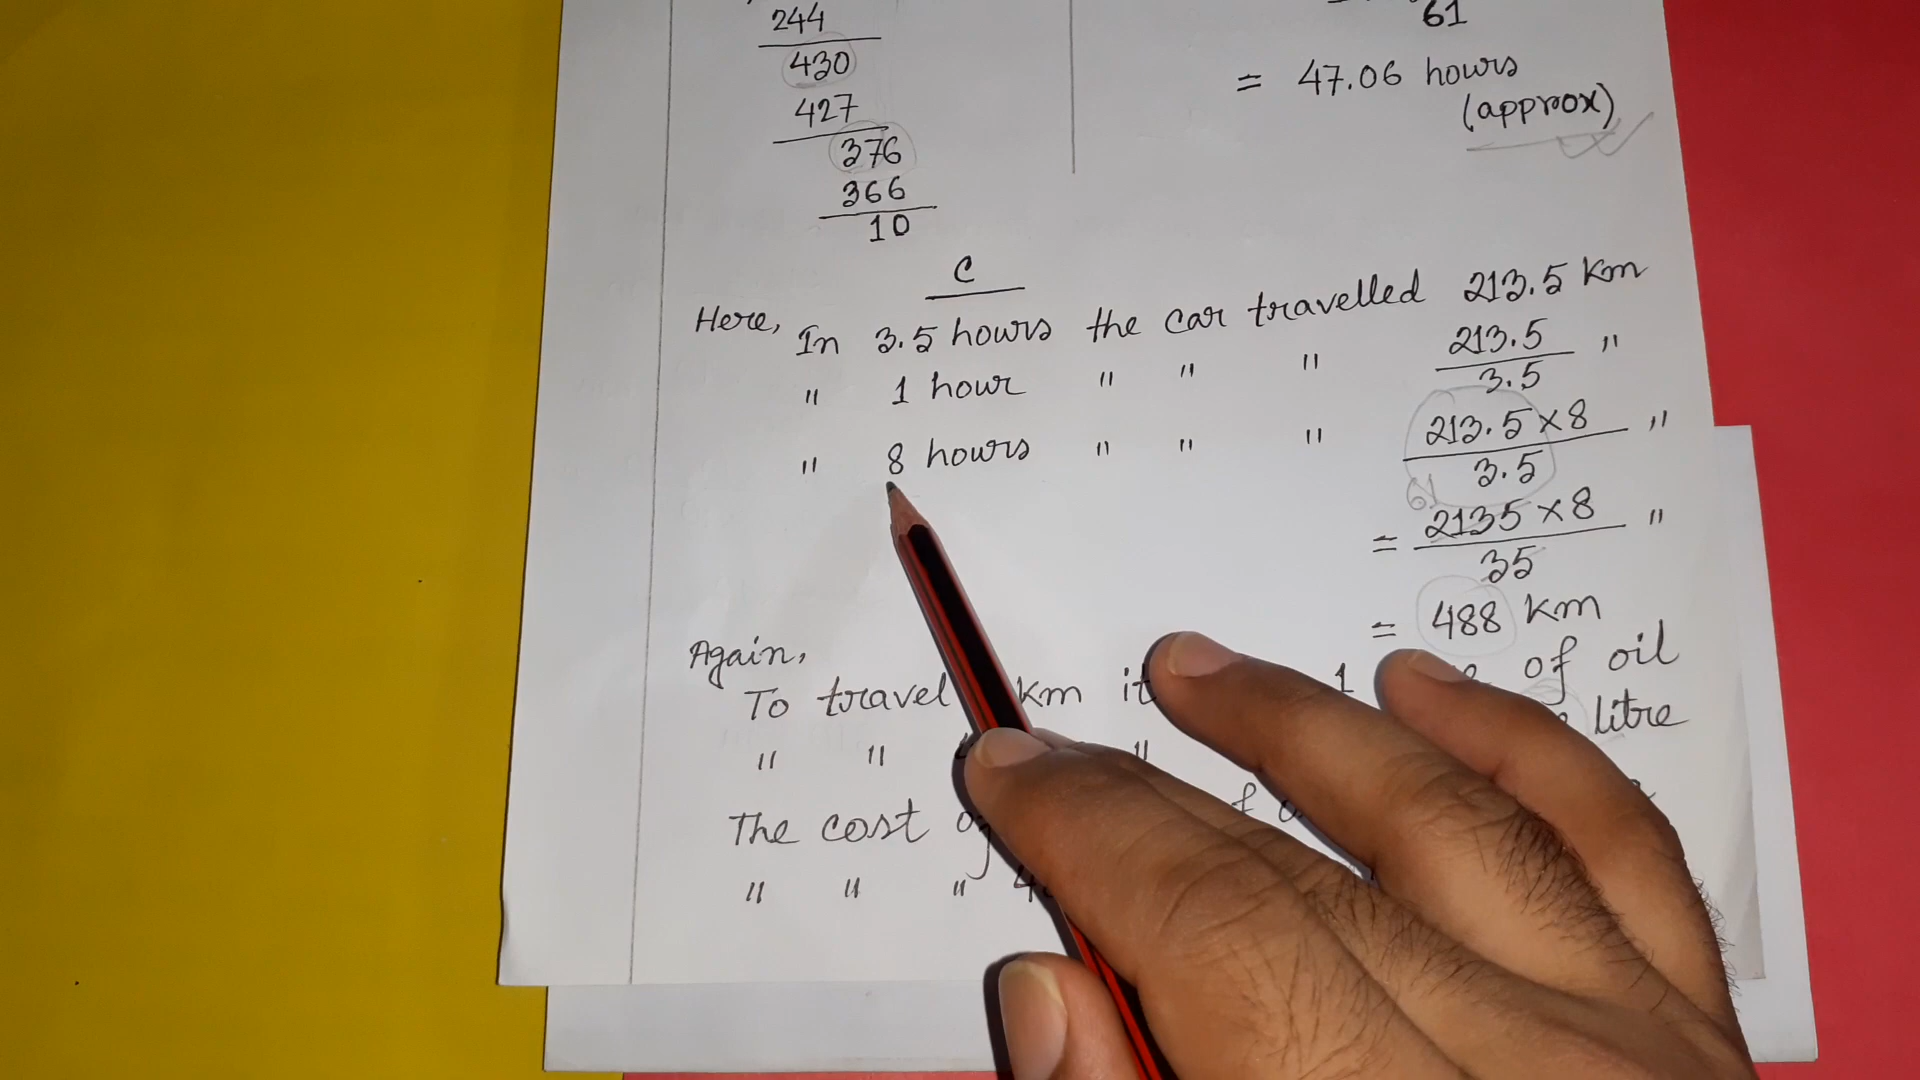 244
430
427
376
366
10
61
= 47.06 hours
(approx)
C
Here, In 3.5 hours the car travelled 213.5 km
" 1 hour " " " 213.5/3.5 "
" 8 hours " " " 213.5×8/3.5 "
61
= 2135×8/35 "
= 488 km
Again,
To travel km it 1 of oil
" " " litre
The cost of
" " "